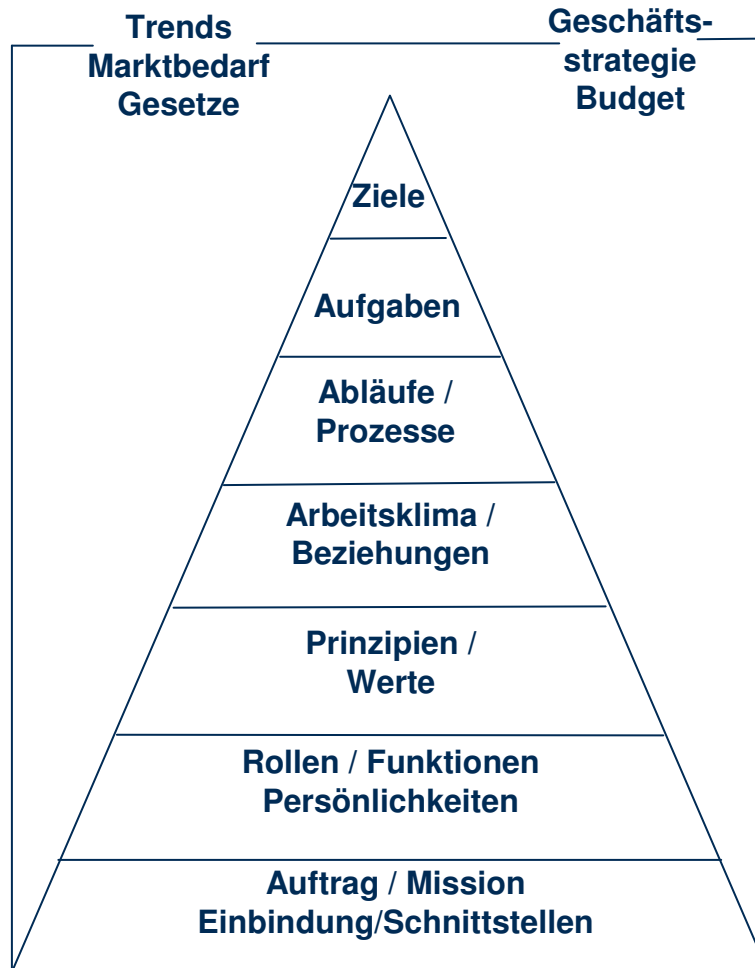 Trends
Marktbedarf
Gesetze
Geschäfts-
strategie
Budget
Ziele
Aufgaben
Abläufe /
Prozesse
Arbeitsklima /
Beziehungen
Prinzipien /
Werte
Rollen / Funktionen
Persönlichkeiten
Auftrag / Mission
Einbindung/Schnittstellen